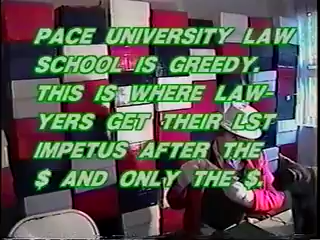 PACE UNIVERSITY LAW
SCHOOL IS GREEDY.
THIS IS WHERE LAW-
YERS GET THEIR LST
IMPETUS AFTER THE
$ AND ONLY THE $.